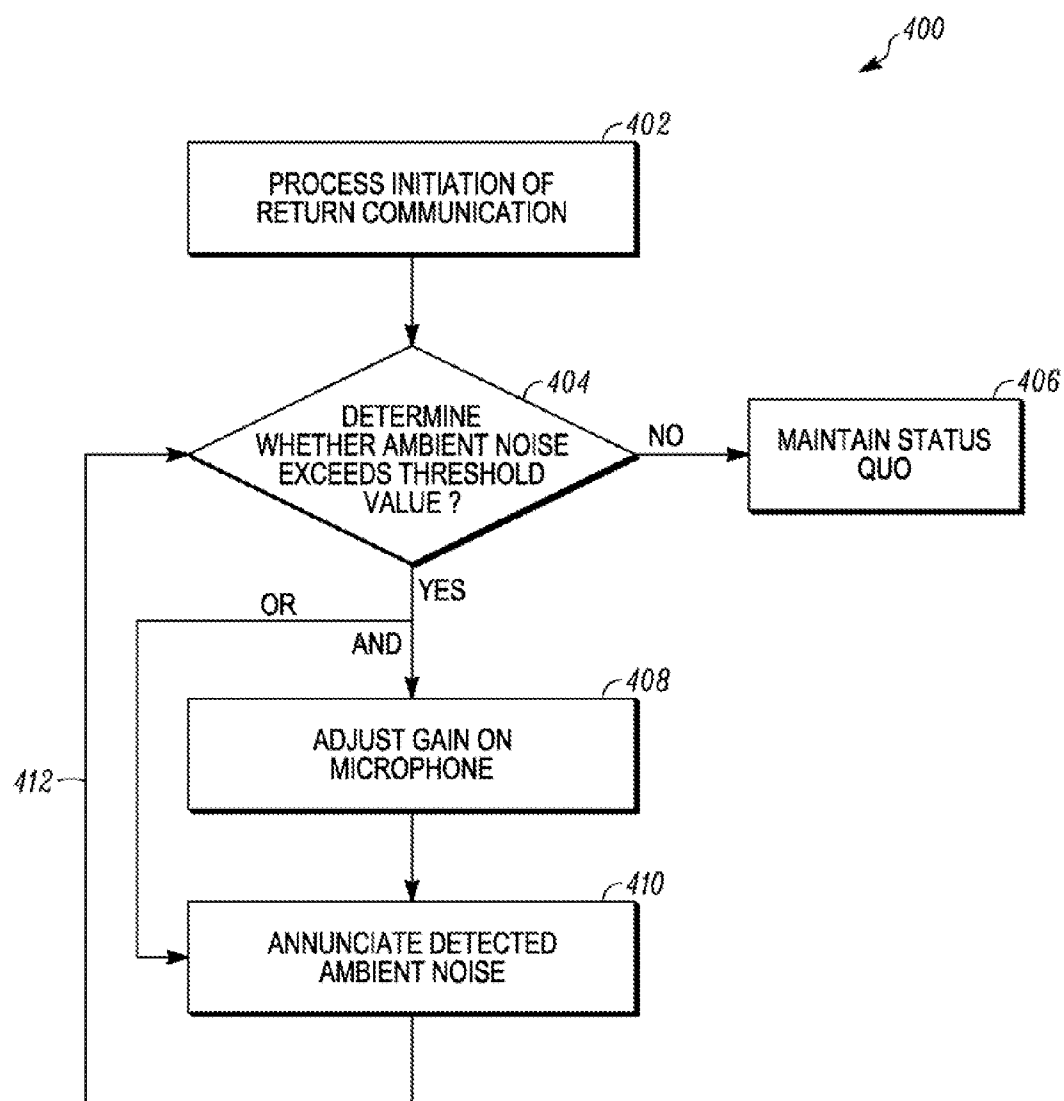 400
402
PROCESS INITIATION OF
RETURN COMMUNICATION
404
DETERMINE
WHETHER AMBIENT NOISE
EXCEEDS THRESHOLD
VALUE ?
NO
406
MAINTAIN STATUS
QUO
YES
OR
AND
408
ADJUST GAIN ON
MICROPHONE
412
410
ANNUNCIATE DETECTED
AMBIENT NOISE